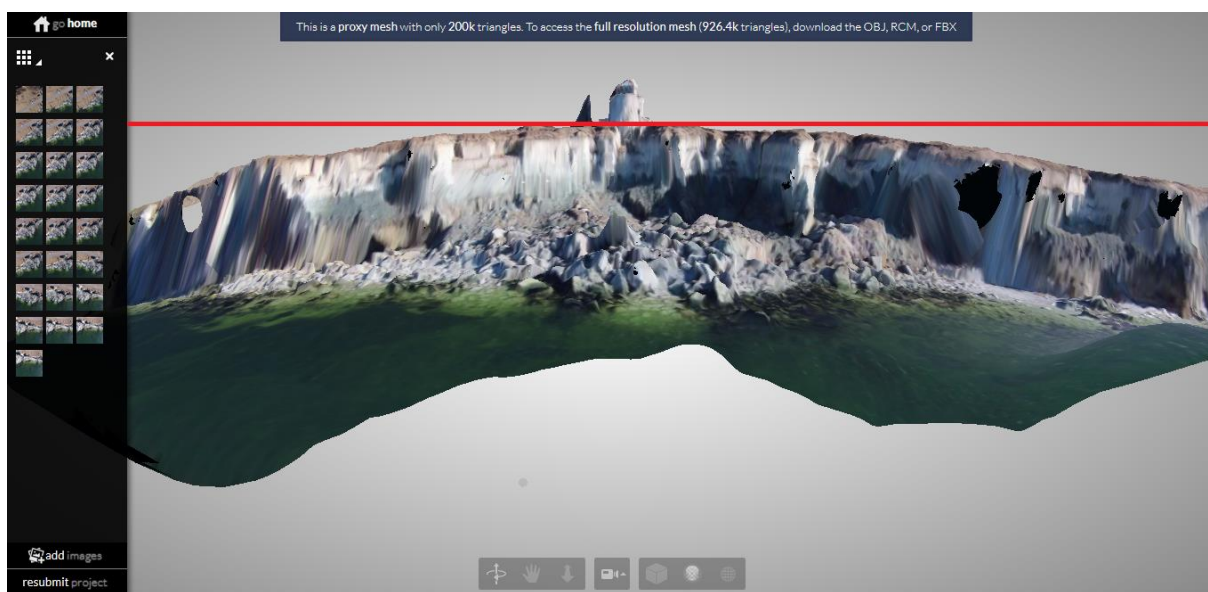 go home
This is a proxy mesh with only 200k triangles. To access the full resolution mesh (926.4k triangles), download the OBJ, RCM, or FBX
add images
resubmit project